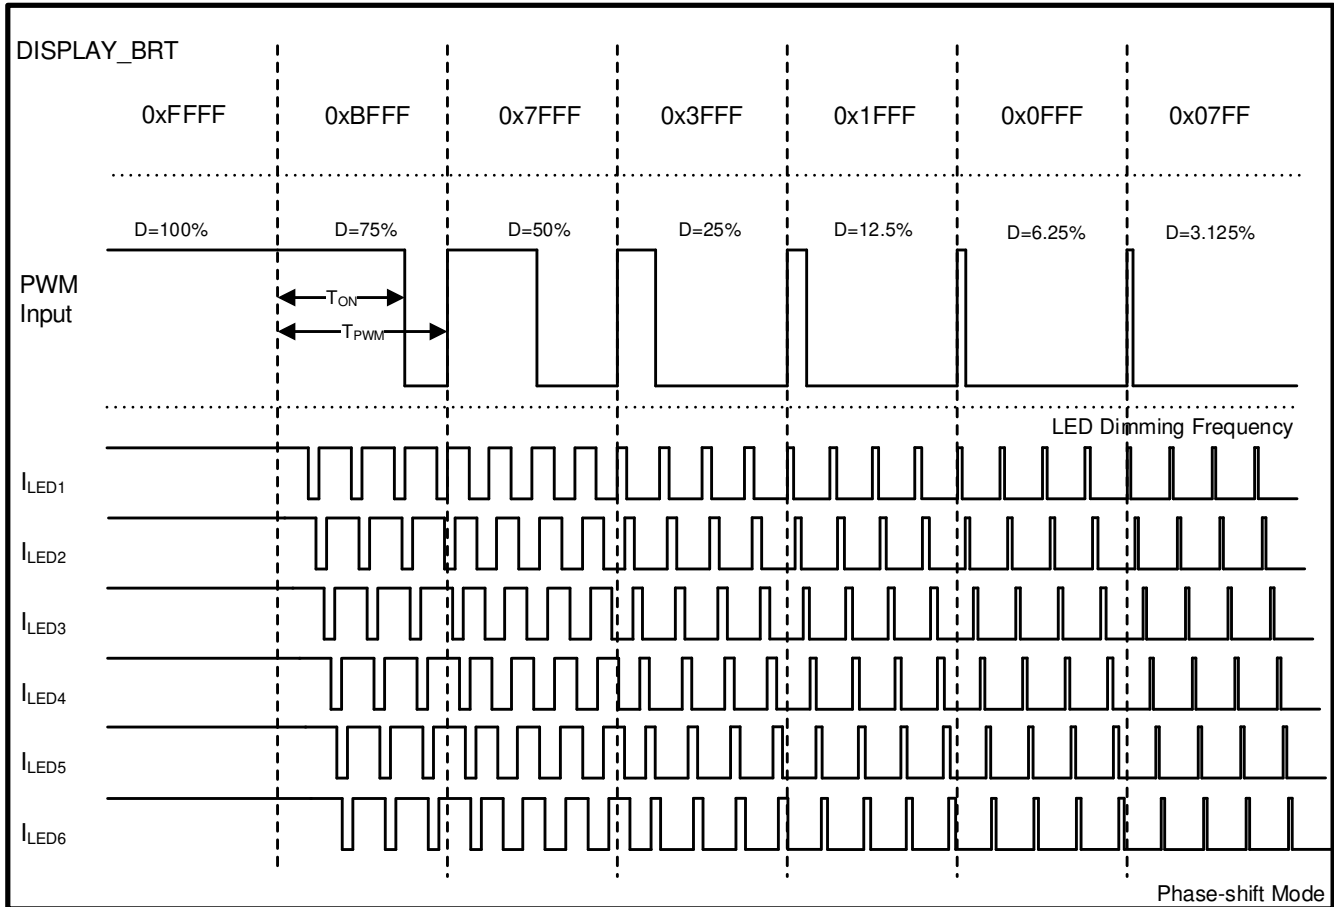 DISPLAY_BRT
0xFFFF 0xBFFF 0x7FFF 0x3FFF 0x1FFF 0x0FFF 0x07FF
D=100% D=75% D=50% D=25% D=12.5% D=6.25% D=3.125%
PWM
Input
TON
TPWM
LED Dimming Frequency
ILED1
ILED2
ILED3
ILED4
ILED5
ILED6
Phase-shift Mode